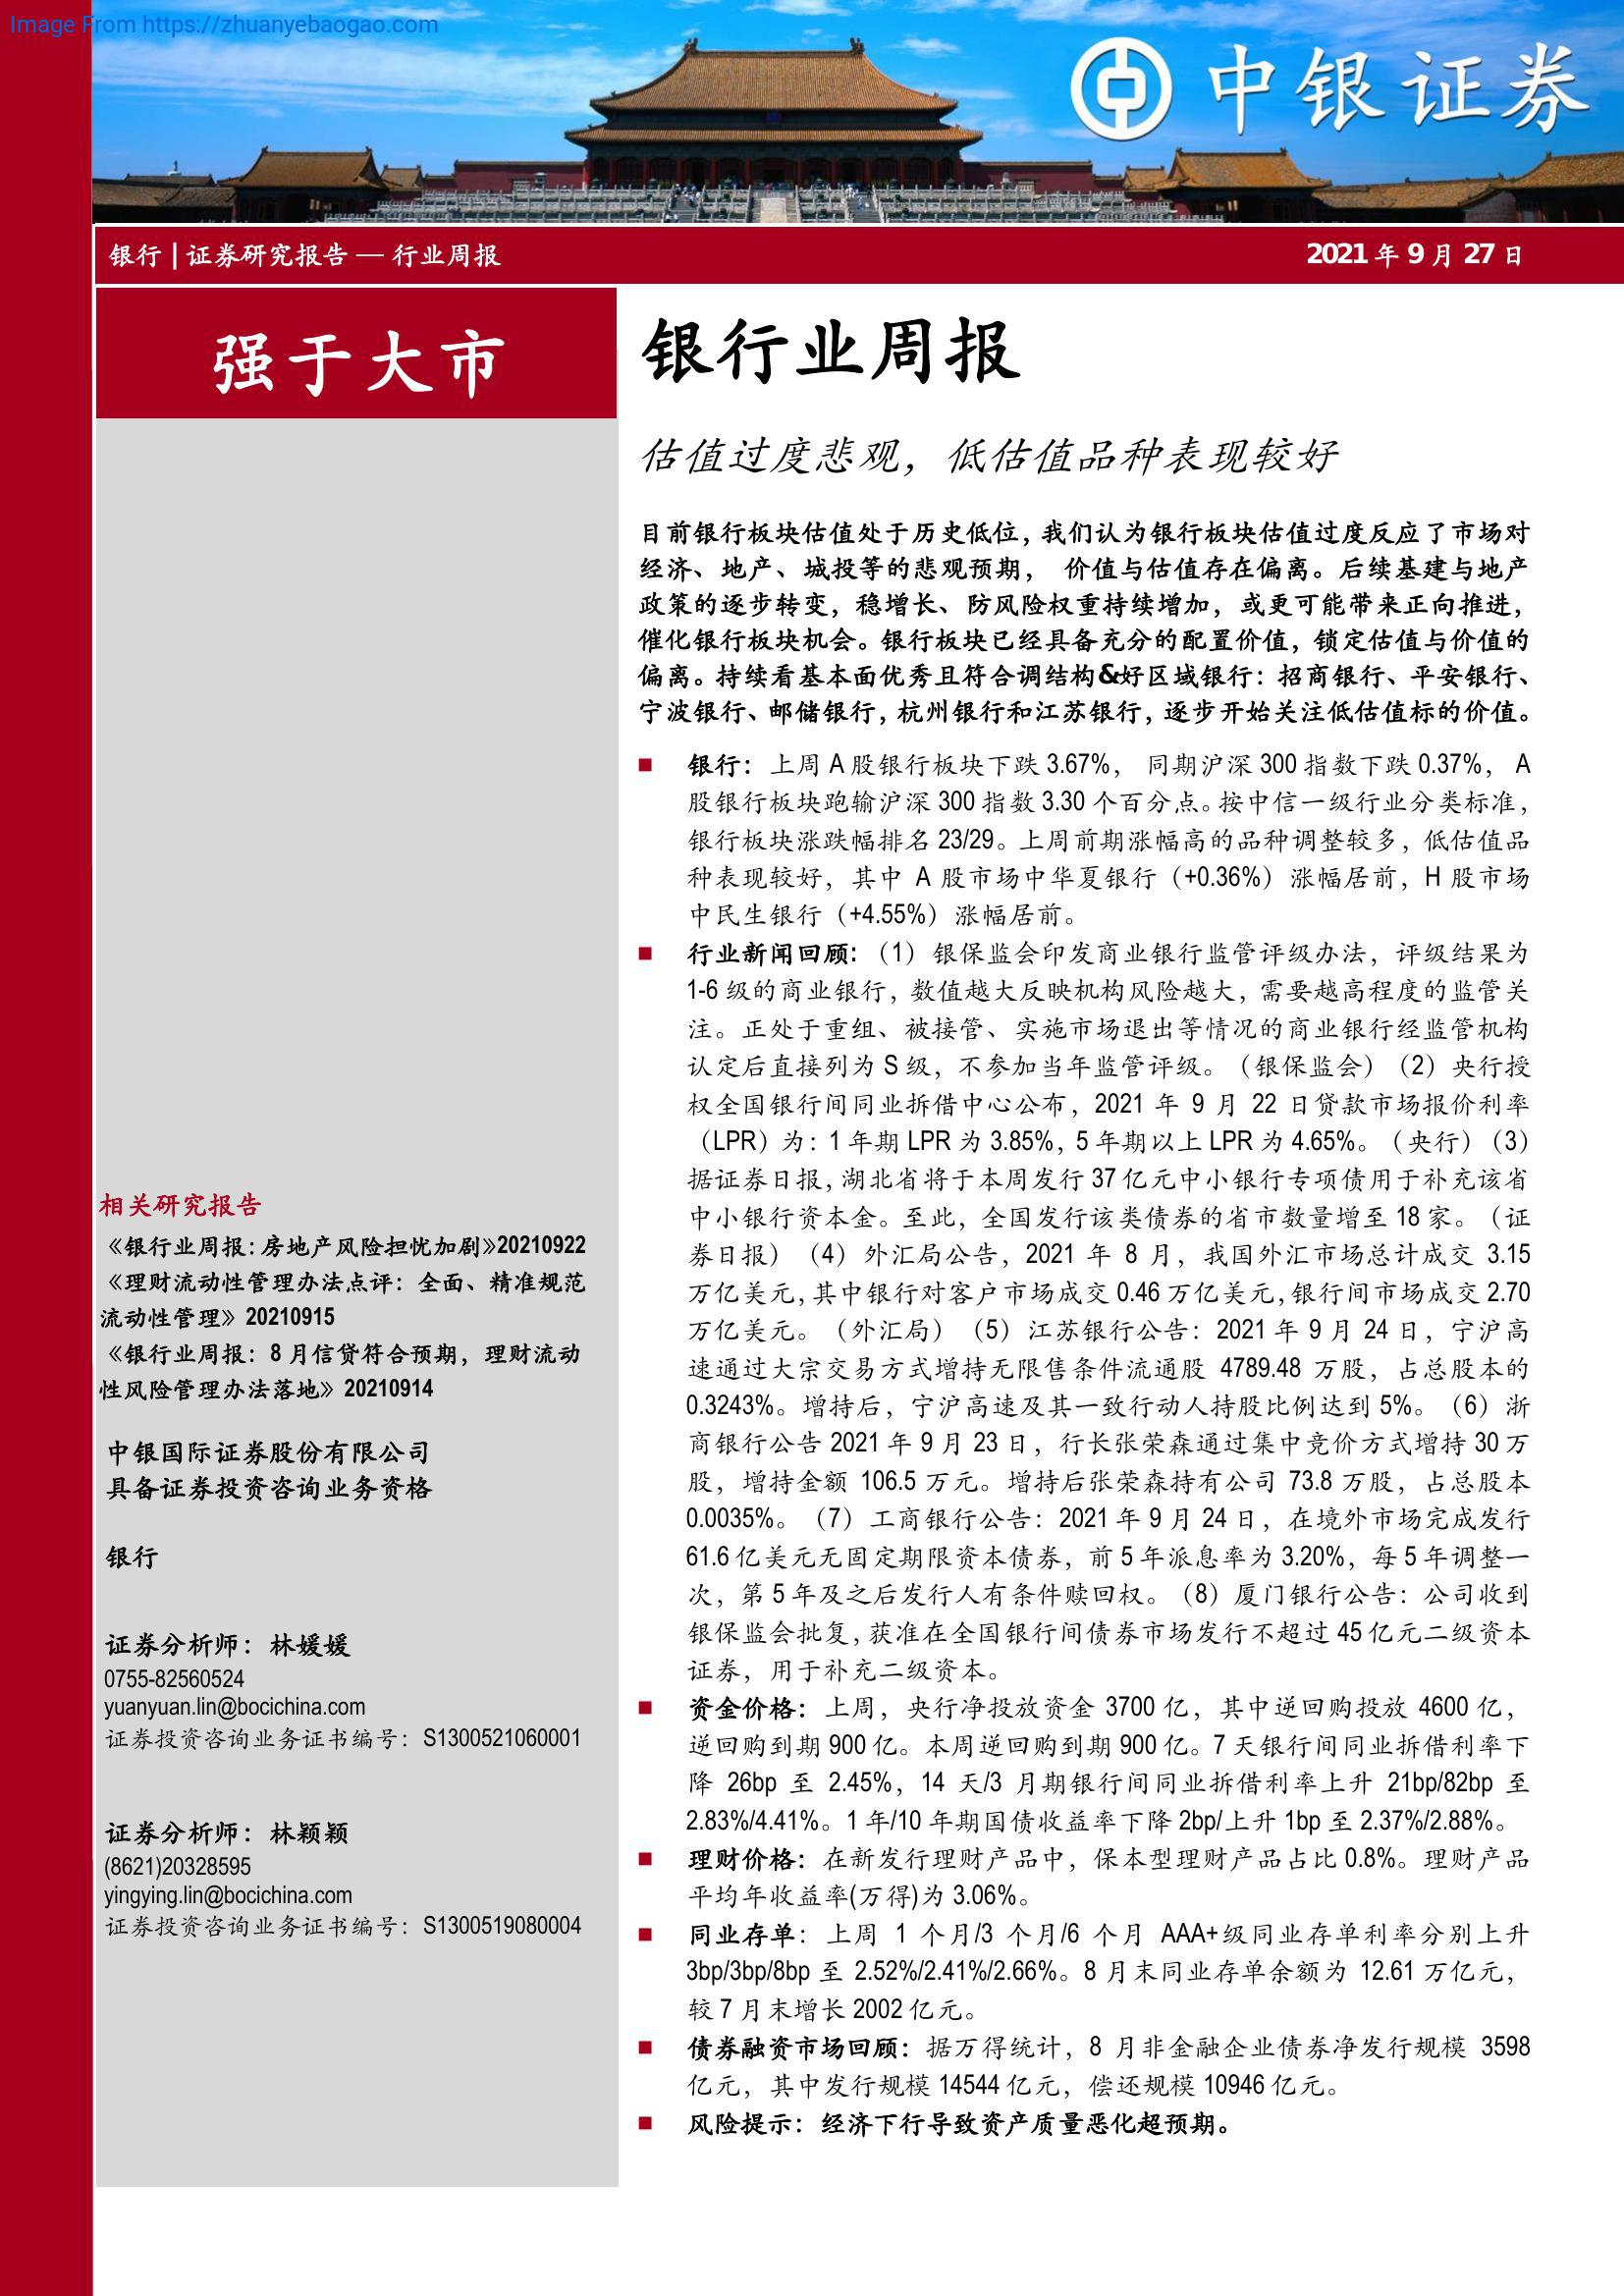 Image From https://zhuanyebaogao.com
中银证券
银行 | 证券研究报告 — 行业周报
2021 年 9 月 27 日
强于大市
相关研究报告
《银行业周报：房地产风险担忧加剧》20210922
《理财流动性管理办法点评：全面、精准规范
流动性管理》20210915
《银行业周报：8 月信贷符合预期，理财流动
性风险管理办法落地》20210914
中银国际证券股份有限公司
具备证券投资咨询业务资格
银行
证券分析师：林媛媛
0755-82560524
yuanyuan.lin@bocichina.com
证券投资咨询业务证书编号：S1300521060001
证券分析师：林颖颖
(8621)20328595
yingying.lin@bocichina.com
证券投资咨询业务证书编号：S1300519080004
银行业周报
估值过度悲观，低估值品种表现较好
目前银行板块估值处于历史低位，我们认为银行板块估值过度反应了市场对
经济、地产、城投等的悲观预期， 价值与估值存在偏离。后续基建与地产
政策的逐步转变，稳增长、防风险权重持续增加，或更可能带来正向推进，
催化银行板块机会。银行板块已经具备充分的配置价值，锁定估值与价值的
偏离。持续看基本面优秀且符合调结构&好区域银行：招商银行、平安银行、
宁波银行、邮储银行，杭州银行和江苏银行，逐步开始关注低估值标的价值。
■ 银行：上周 A 股银行板块下跌 3.67%， 同期沪深 300 指数下跌 0.37%， A
股银行板块跑输沪深 300 指数 3.30 个百分点。按中信一级行业分类标准，
银行板块涨跌幅排名 23/29。上周前期涨幅高的品种调整较多，低估值品
种表现较好，其中 A 股市场中华夏银行（+0.36%）涨幅居前，H 股市场
中民生银行（+4.55%）涨幅居前。
■ 行业新闻回顾：（1）银保监会印发商业银行监管评级办法，评级结果为
1-6 级的商业银行，数值越大反映机构风险越大，需要越高程度的监管关
注。正处于重组、被接管、实施市场退出等情况的商业银行经监管机构
认定后直接列为 S 级，不参加当年监管评级。（银保监会）（2）央行授
权全国银行间同业拆借中心公布，2021 年 9 月 22 日贷款市场报价利率
（LPR）为：1 年期 LPR 为 3.85%，5 年期以上 LPR 为 4.65%。（央行）（3）
据证券日报，湖北省将于本周发行 37 亿元中小银行专项债用于补充该省
中小银行资本金。至此，全国发行该类债券的省市数量增至 18 家。（证
券日报）（4）外汇局公告，2021 年 8 月，我国外汇市场总计成交 3.15
万亿美元，其中银行对客户市场成交 0.46 万亿美元，银行间市场成交 2.70
万亿美元。（外汇局）（5）江苏银行公告：2021 年 9 月 24 日，宁沪高
速通过大宗交易方式增持无限售条件流通股 4789.48 万股，占总股本的
0.3243%。增持后，宁沪高速及其一致行动人持股比例达到 5%。（6）浙
商银行公告 2021 年 9 月 23 日，行长张荣森通过集中竞价方式增持 30 万
股，增持金额 106.5 万元。增持后张荣森持有公司 73.8 万股，占总股本
0.0035%。（7）工商银行公告：2021 年 9 月 24 日，在境外市场完成发行
61.6 亿美元无固定期限资本债券，前 5 年派息率为 3.20%，每 5 年调整一
次，第 5 年及之后发行人有条件赎回权。（8）厦门银行公告：公司收到
银保监会批复，获准在全国银行间债券市场发行不超过 45 亿元二级资本
证券，用于补充二级资本。
■ 资金价格：上周，央行净投放资金 3700 亿，其中逆回购投放 4600 亿，
逆回购到期 900 亿。本周逆回购到期 900 亿。7 天银行间同业拆借利率下
降 26bp 至 2.45%，14 天/3 月期银行间同业拆借利率上升 21bp/82bp 至
2.83%/4.41%。1 年/10 年期国债收益率下降 2bp/上升 1bp 至 2.37%/2.88%。
■ 理财价格：在新发行理财产品中，保本型理财产品占比 0.8%。理财产品
平均年收益率(万得)为 3.06%。
■ 同业存单：上周 1 个月/3 个月/6 个月 AAA+级同业存单利率分别上升
3bp/3bp/8bp 至 2.52%/2.41%/2.66%。8 月末同业存单余额为 12.61 万亿元，
较 7 月末增长 2002 亿元。
■ 债券融资市场回顾：据万得统计，8 月非金融企业债券净发行规模 3598
亿元，其中发行规模 14544 亿元，偿还规模 10946 亿元。
■ 风险提示：经济下行导致资产质量恶化超预期。